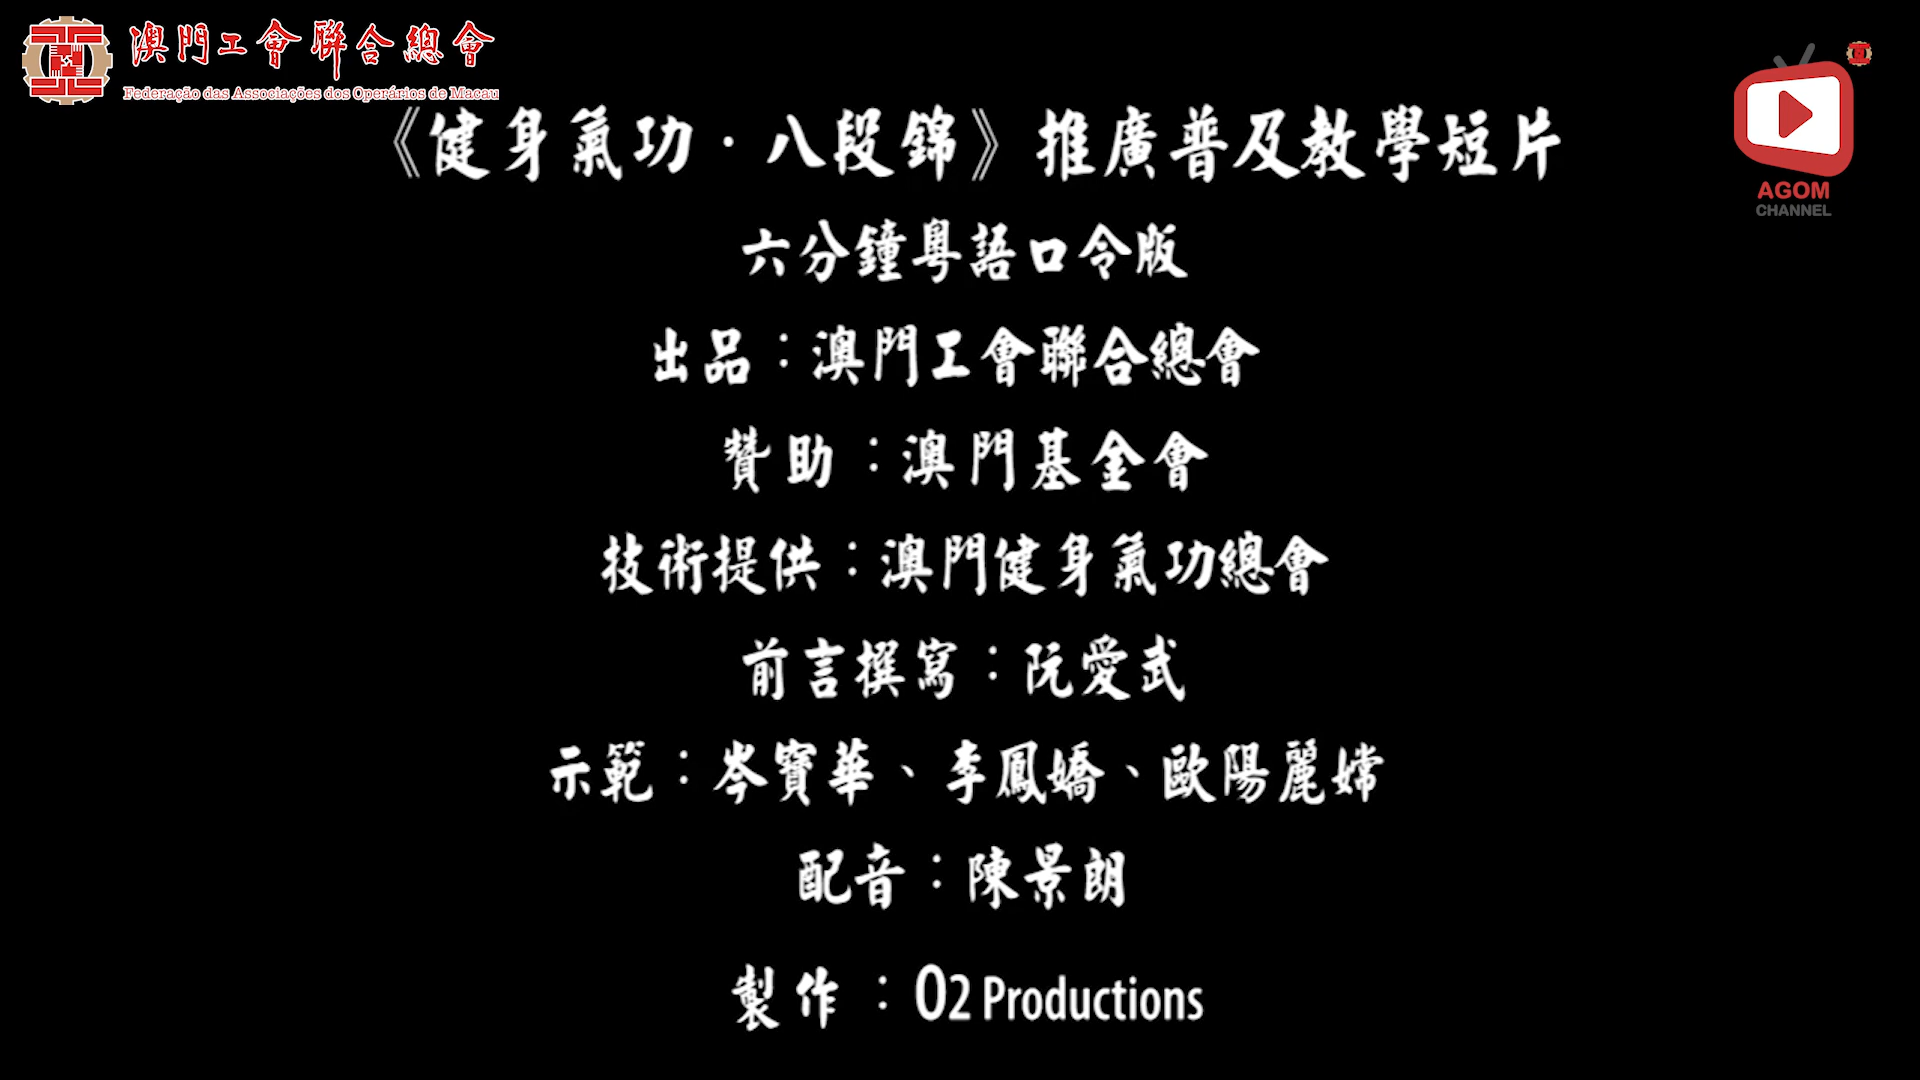 澳門工會聯合總會
Federação das Associações dos Operários de Macau
AGOM
CHANNEL
《健身氣功·八段錦》推廣普及教學短片
六分鐘粵語口令版
出品：澳門工會聯合總會
贊助：澳門基金會
技術提供：澳門健身氣功總會
前言撰寫：阮愛武
示範：岑寶華、李鳳嬌、歐陽麗嫦
配音：陳景朗
製作：O2 Productions